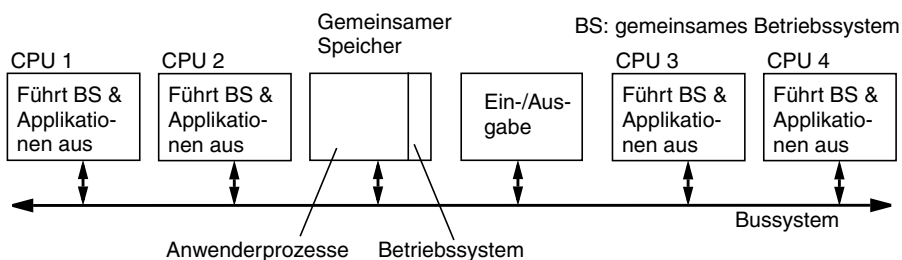 Gemeinsamer
Speicher
BS: gemeinsames Betriebssystem
CPU 1
CPU 2
CPU 3
CPU 4
Führt BS &
Applikatio-
nen aus
Führt BS &
Applikatio-
nen aus
Ein-/Aus-
gabe
Führt BS &
Applikatio-
nen aus
Führt BS &
Applikatio-
nen aus
Bussystem
Anwenderprozesse
Betriebssystem